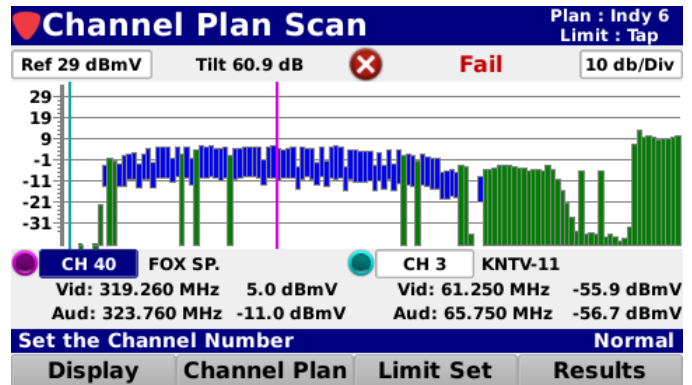 Channel Plan Scan
Plan : Indy 6
Limit : Tap
Ref 29 dBmV
Tilt 60.9 dB
Fail
10 db/Div
29
19
9
-1
-11
-21
-31
CH 40 FOX SP.
Vid: 319.260 MHz 5.0 dBmV
Aud: 323.760 MHz -11.0 dBmV
CH 3 KNTV-11
Vid: 61.250 MHz -55.9 dBmV
Aud: 65.750 MHz -56.7 dBmV
Set the Channel Number
Normal
Display
Channel Plan
Limit Set
Results